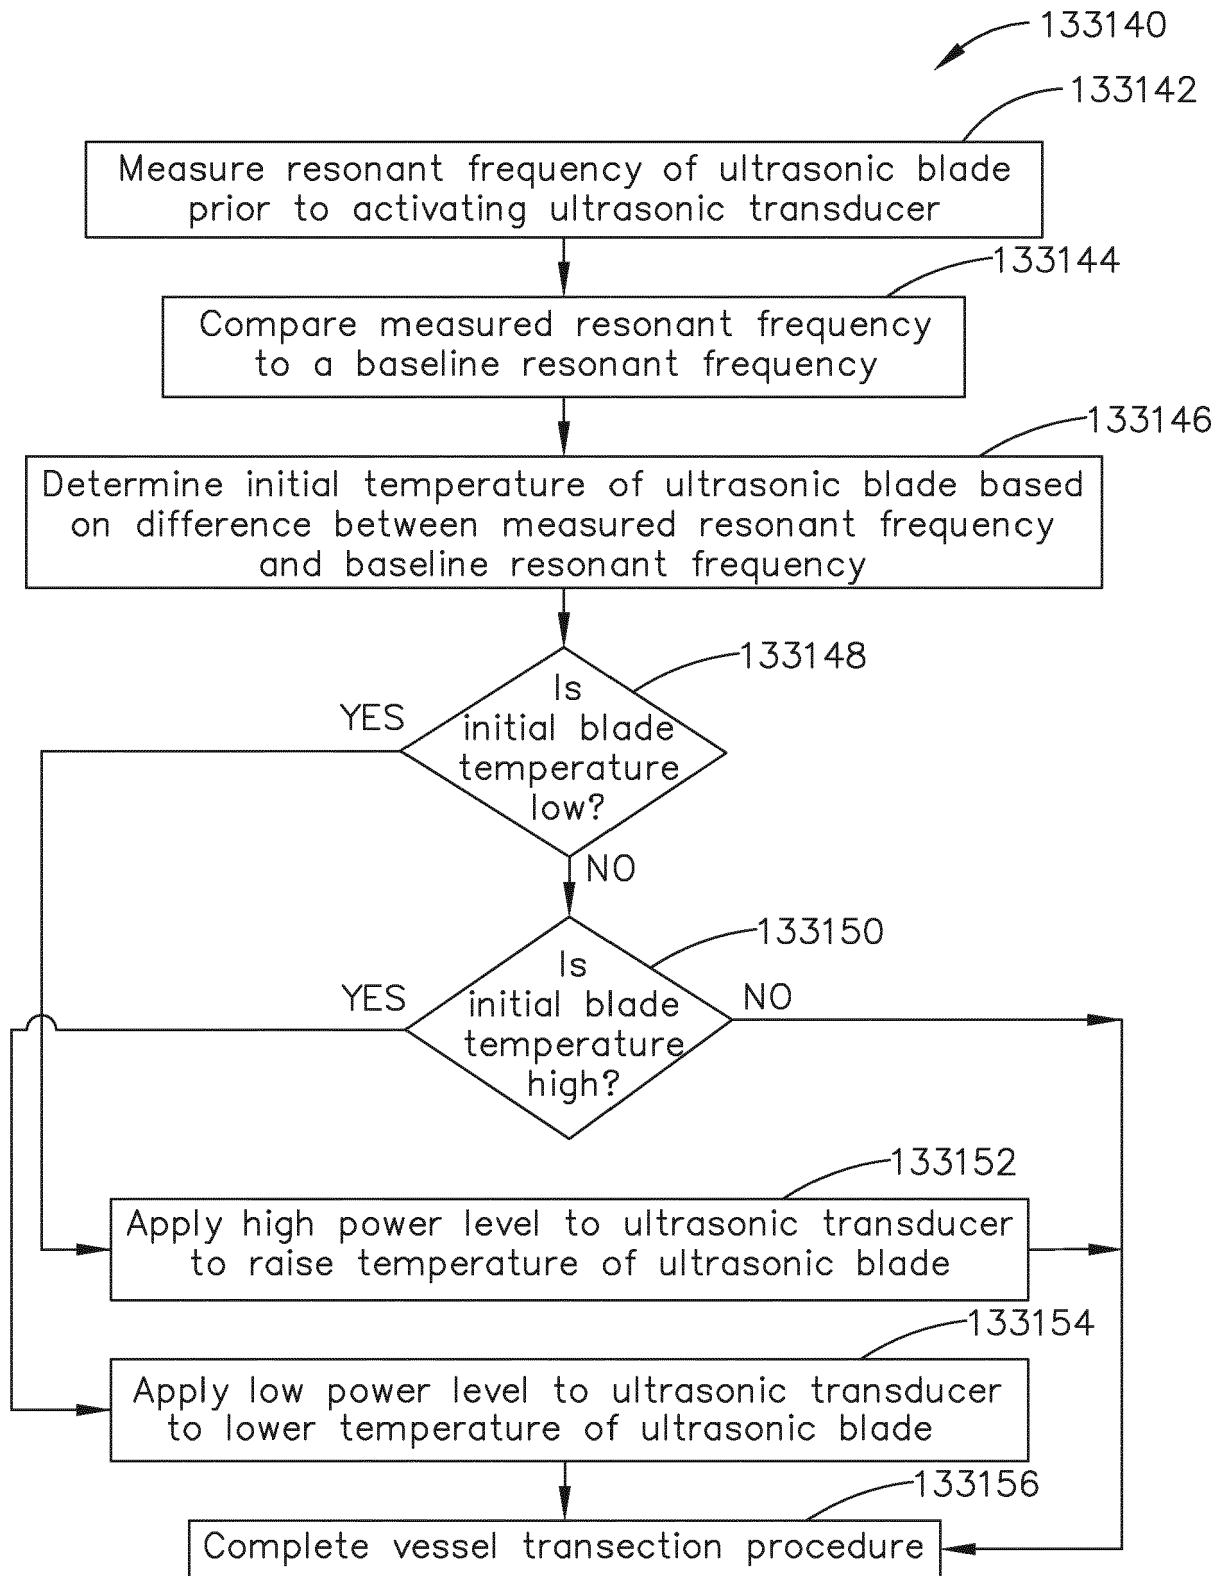 133140
133142
Measure resonant frequency of ultrasonic blade
prior to activating ultrasonic transducer
133144
Compare measured resonant frequency
to a baseline resonant frequency
133146
Determine initial temperature of ultrasonic blade based
on difference between measured resonant frequency
and baseline resonant frequency
133148
YES
Is
initial blade
temperature
low?
NO
133150
YES
Is
initial blade
temperature
high?
NO
133152
Apply high power level to ultrasonic transducer
to raise temperature of ultrasonic blade
133154
Apply low power level to ultrasonic transducer
to lower temperature of ultrasonic blade
133156
Complete vessel transection procedure